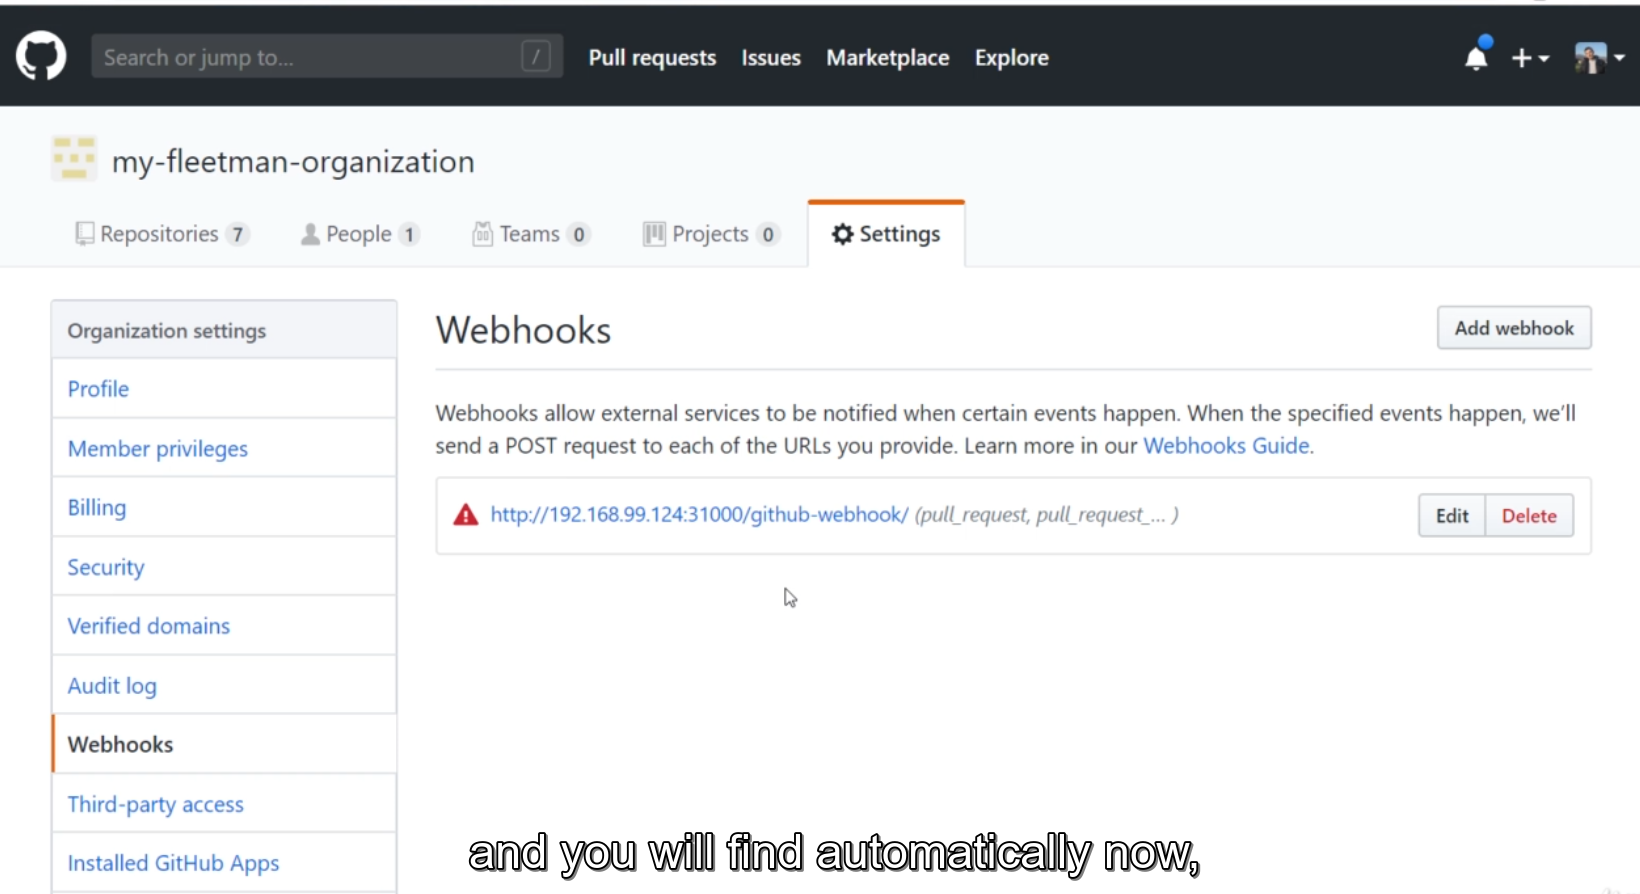 Search or jump to...
/
Pull requests
Issues
Marketplace
Explore
my-fleetman-organization
Repositories 7
People 1
Teams 0
Projects 0
Settings
Organization settings
Profile
Member privileges
Billing
Security
Verified domains
Audit log
Webhooks
Third-party access
Installed GitHub Apps
Webhooks
Add webhook
Webhooks allow external services to be notified when certain events happen. When the specified events happen, we'll
send a POST request to each of the URLs you provide. Learn more in our Webhooks Guide.
http://192.168.99.124:31000/github-webhook/ (pull_request, pull_request_... )
Edit
Delete
and you will find automatically now,